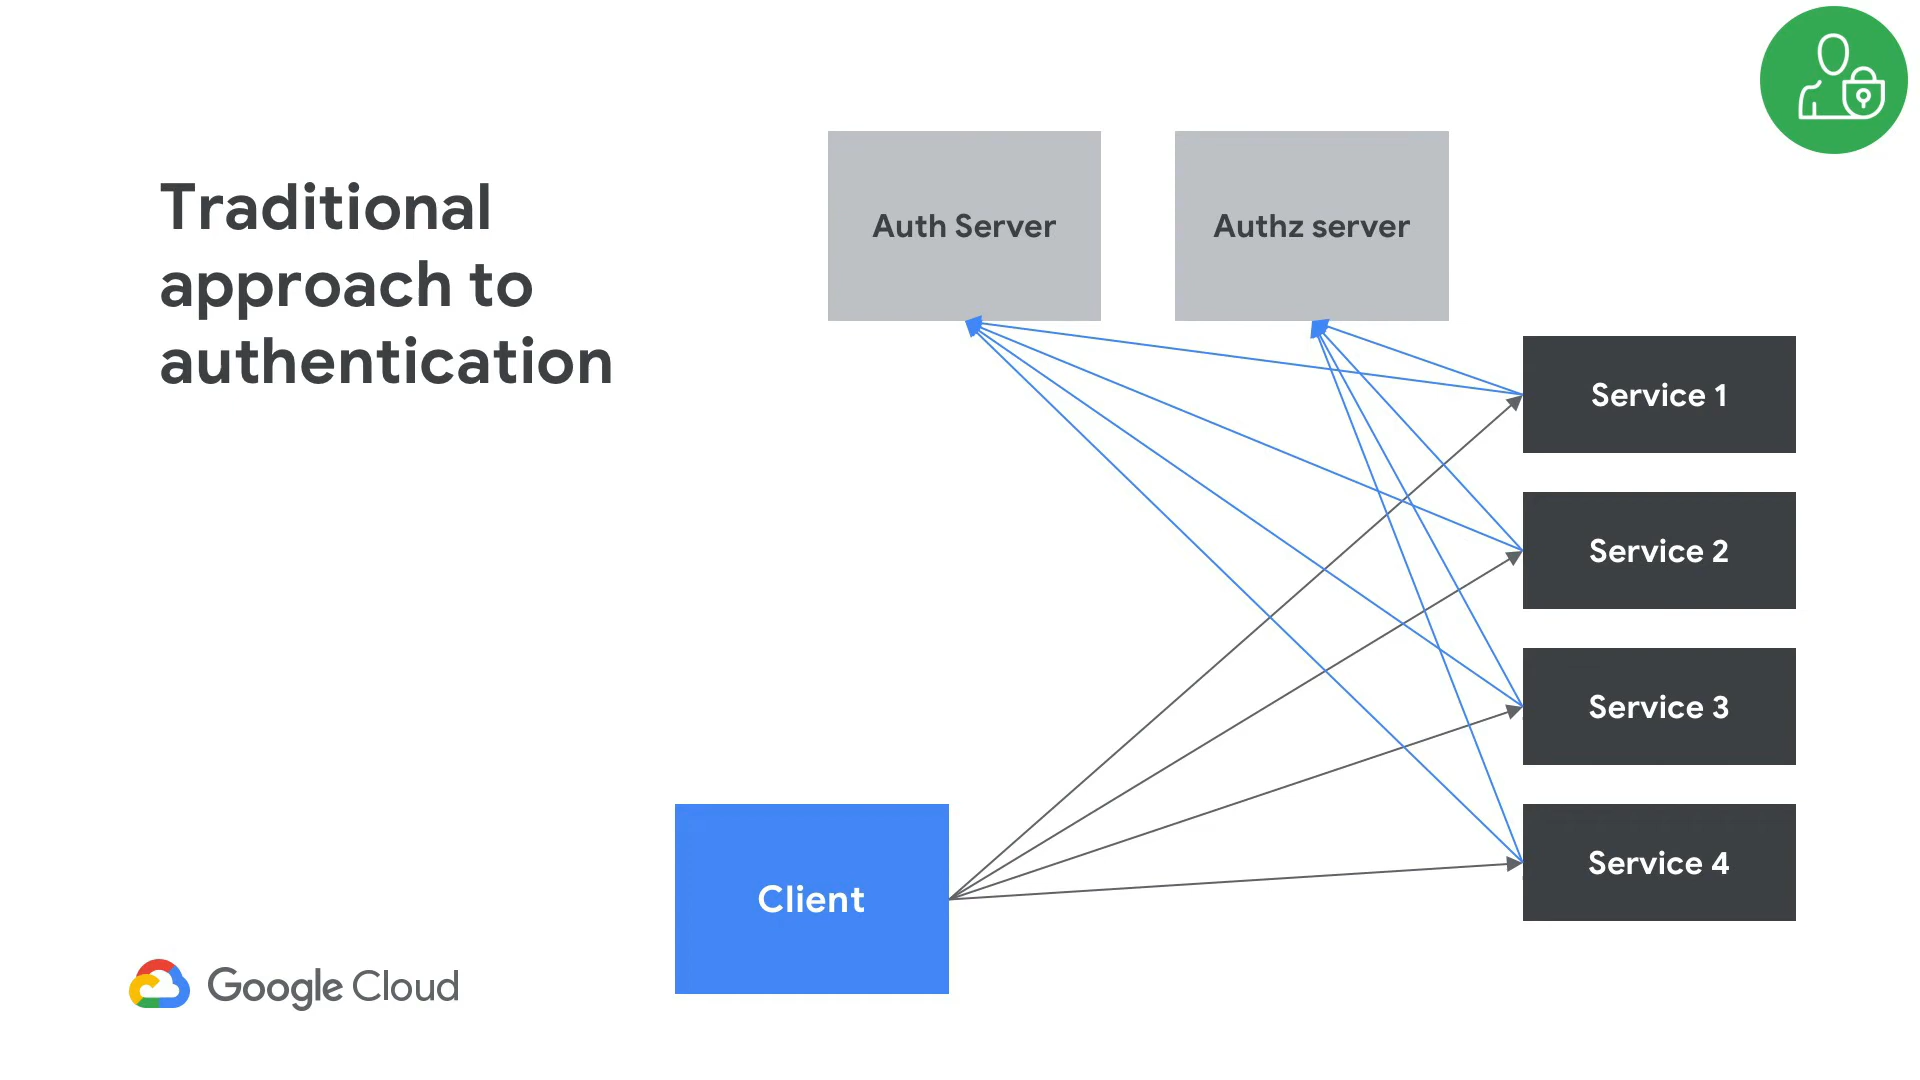 Traditional
approach to
authentication
Auth Server
Authz server
Service 1
Service 2
Service 3
Service 4
Client
Google Cloud